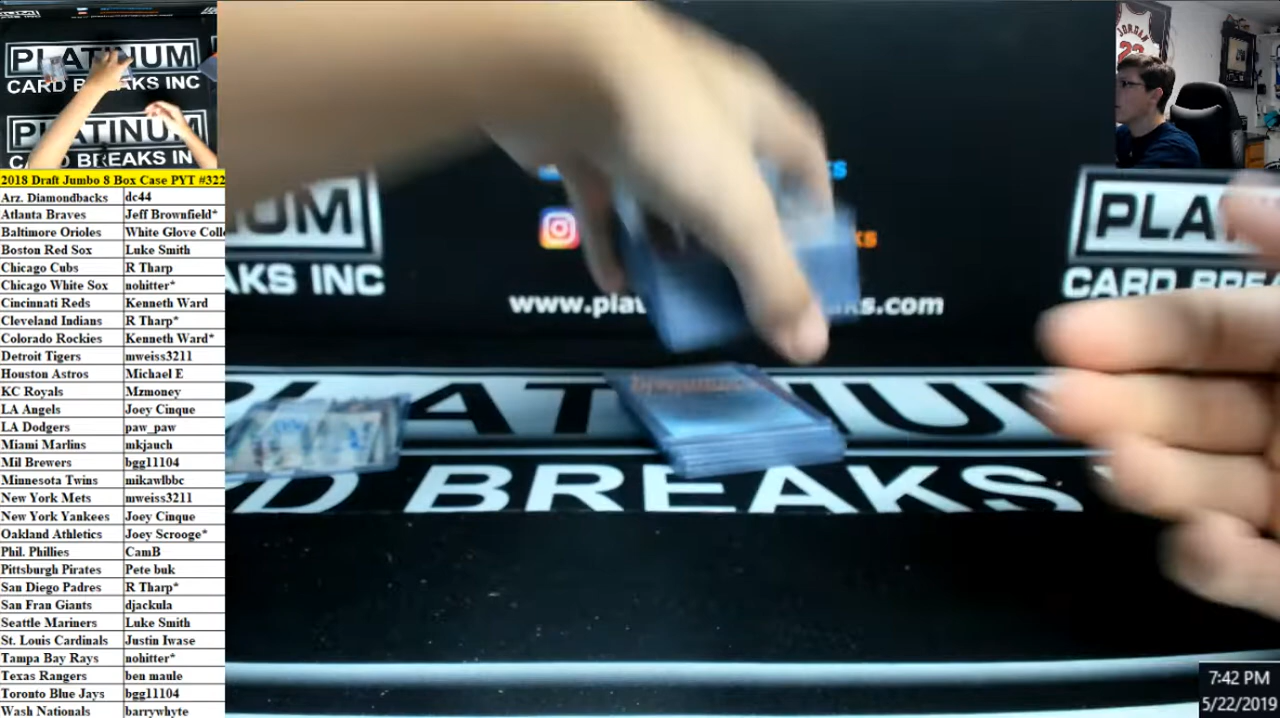 PLATINUM
CARD BREAKS INC
PLATINUM
CARD BREAKS IN
2018 Draft Jumbo 8 Box Case PYT #322
Arz. Diamondbacks dc44
Atlanta Braves Jeff Brownfield*
Baltimore Orioles White Glove Coll
Boston Red Sox Luke Smith
Chicago Cubs R Tharp
Chicago White Sox nohitter*
Cincinnati Reds Kenneth Ward
Cleveland Indians R Tharp*
Colorado Rockies Kenneth Ward*
Detroit Tigers mweiss3211
Houston Astros Michael E
KC Royals Mzmoney
LA Angels Joey Cinque
LA Dodgers paw_paw
Miami Marlins mkjauch
Mil Brewers bgg11104
Minnesota Twins mikawlbbc
New York Mets mweiss3211
New York Yankees Joey Cinque
Oakland Athletics Joey Scrooge*
Phil. Phillies CamB
Pittsburgh Pirates Pete buk
San Diego Padres R Tharp*
San Fran Giants djackula
Seattle Mariners Luke Smith
St. Louis Cardinals Justin Iwase
Tampa Bay Rays nohitter*
Texas Rangers ben maule
Toronto Blue Jays bgg11104
Wash Nationals barrywhyte
UM
AKS INC
ks
www.plat ks.com
PLA
CARD BREA
PLATINU
D BREAKS
JORDAN
23
7:42 PM
5/22/2019